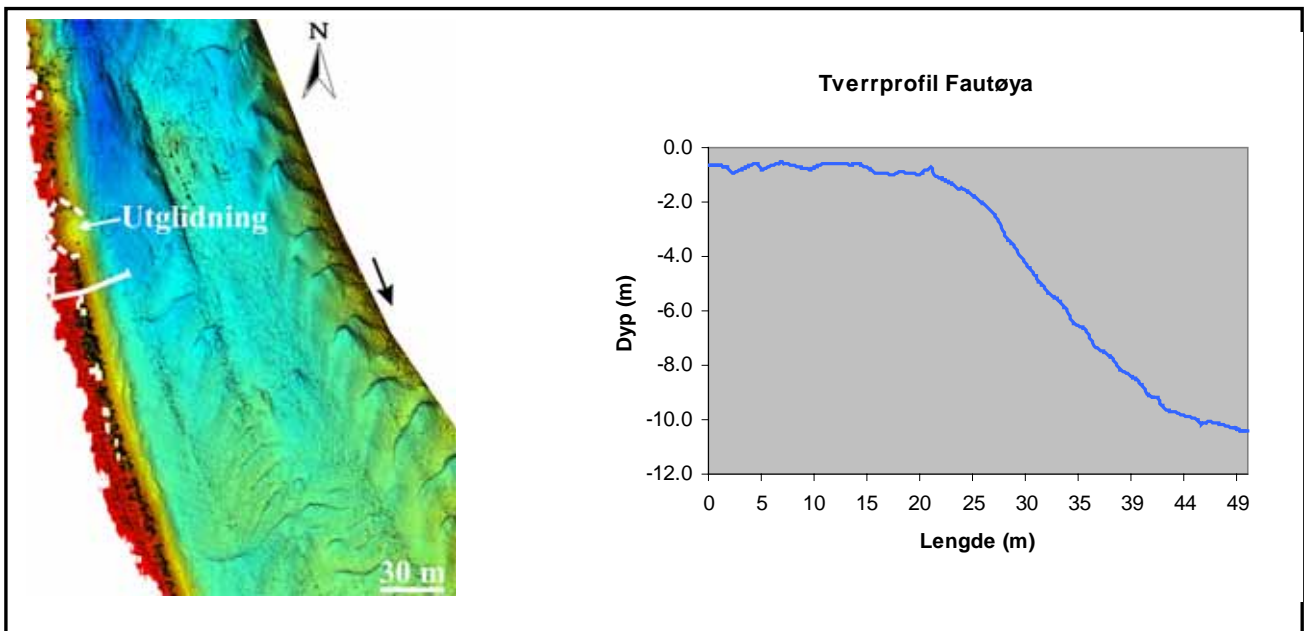 N
Utglidning
30 m
Tverrprofil Fautøya
0.0
-2.0
-4.0
-6.0
-8.0
-10.0
-12.0
Dyp (m)
0 5 10 15 20 25 30 35 39 44 49
Lengde (m)